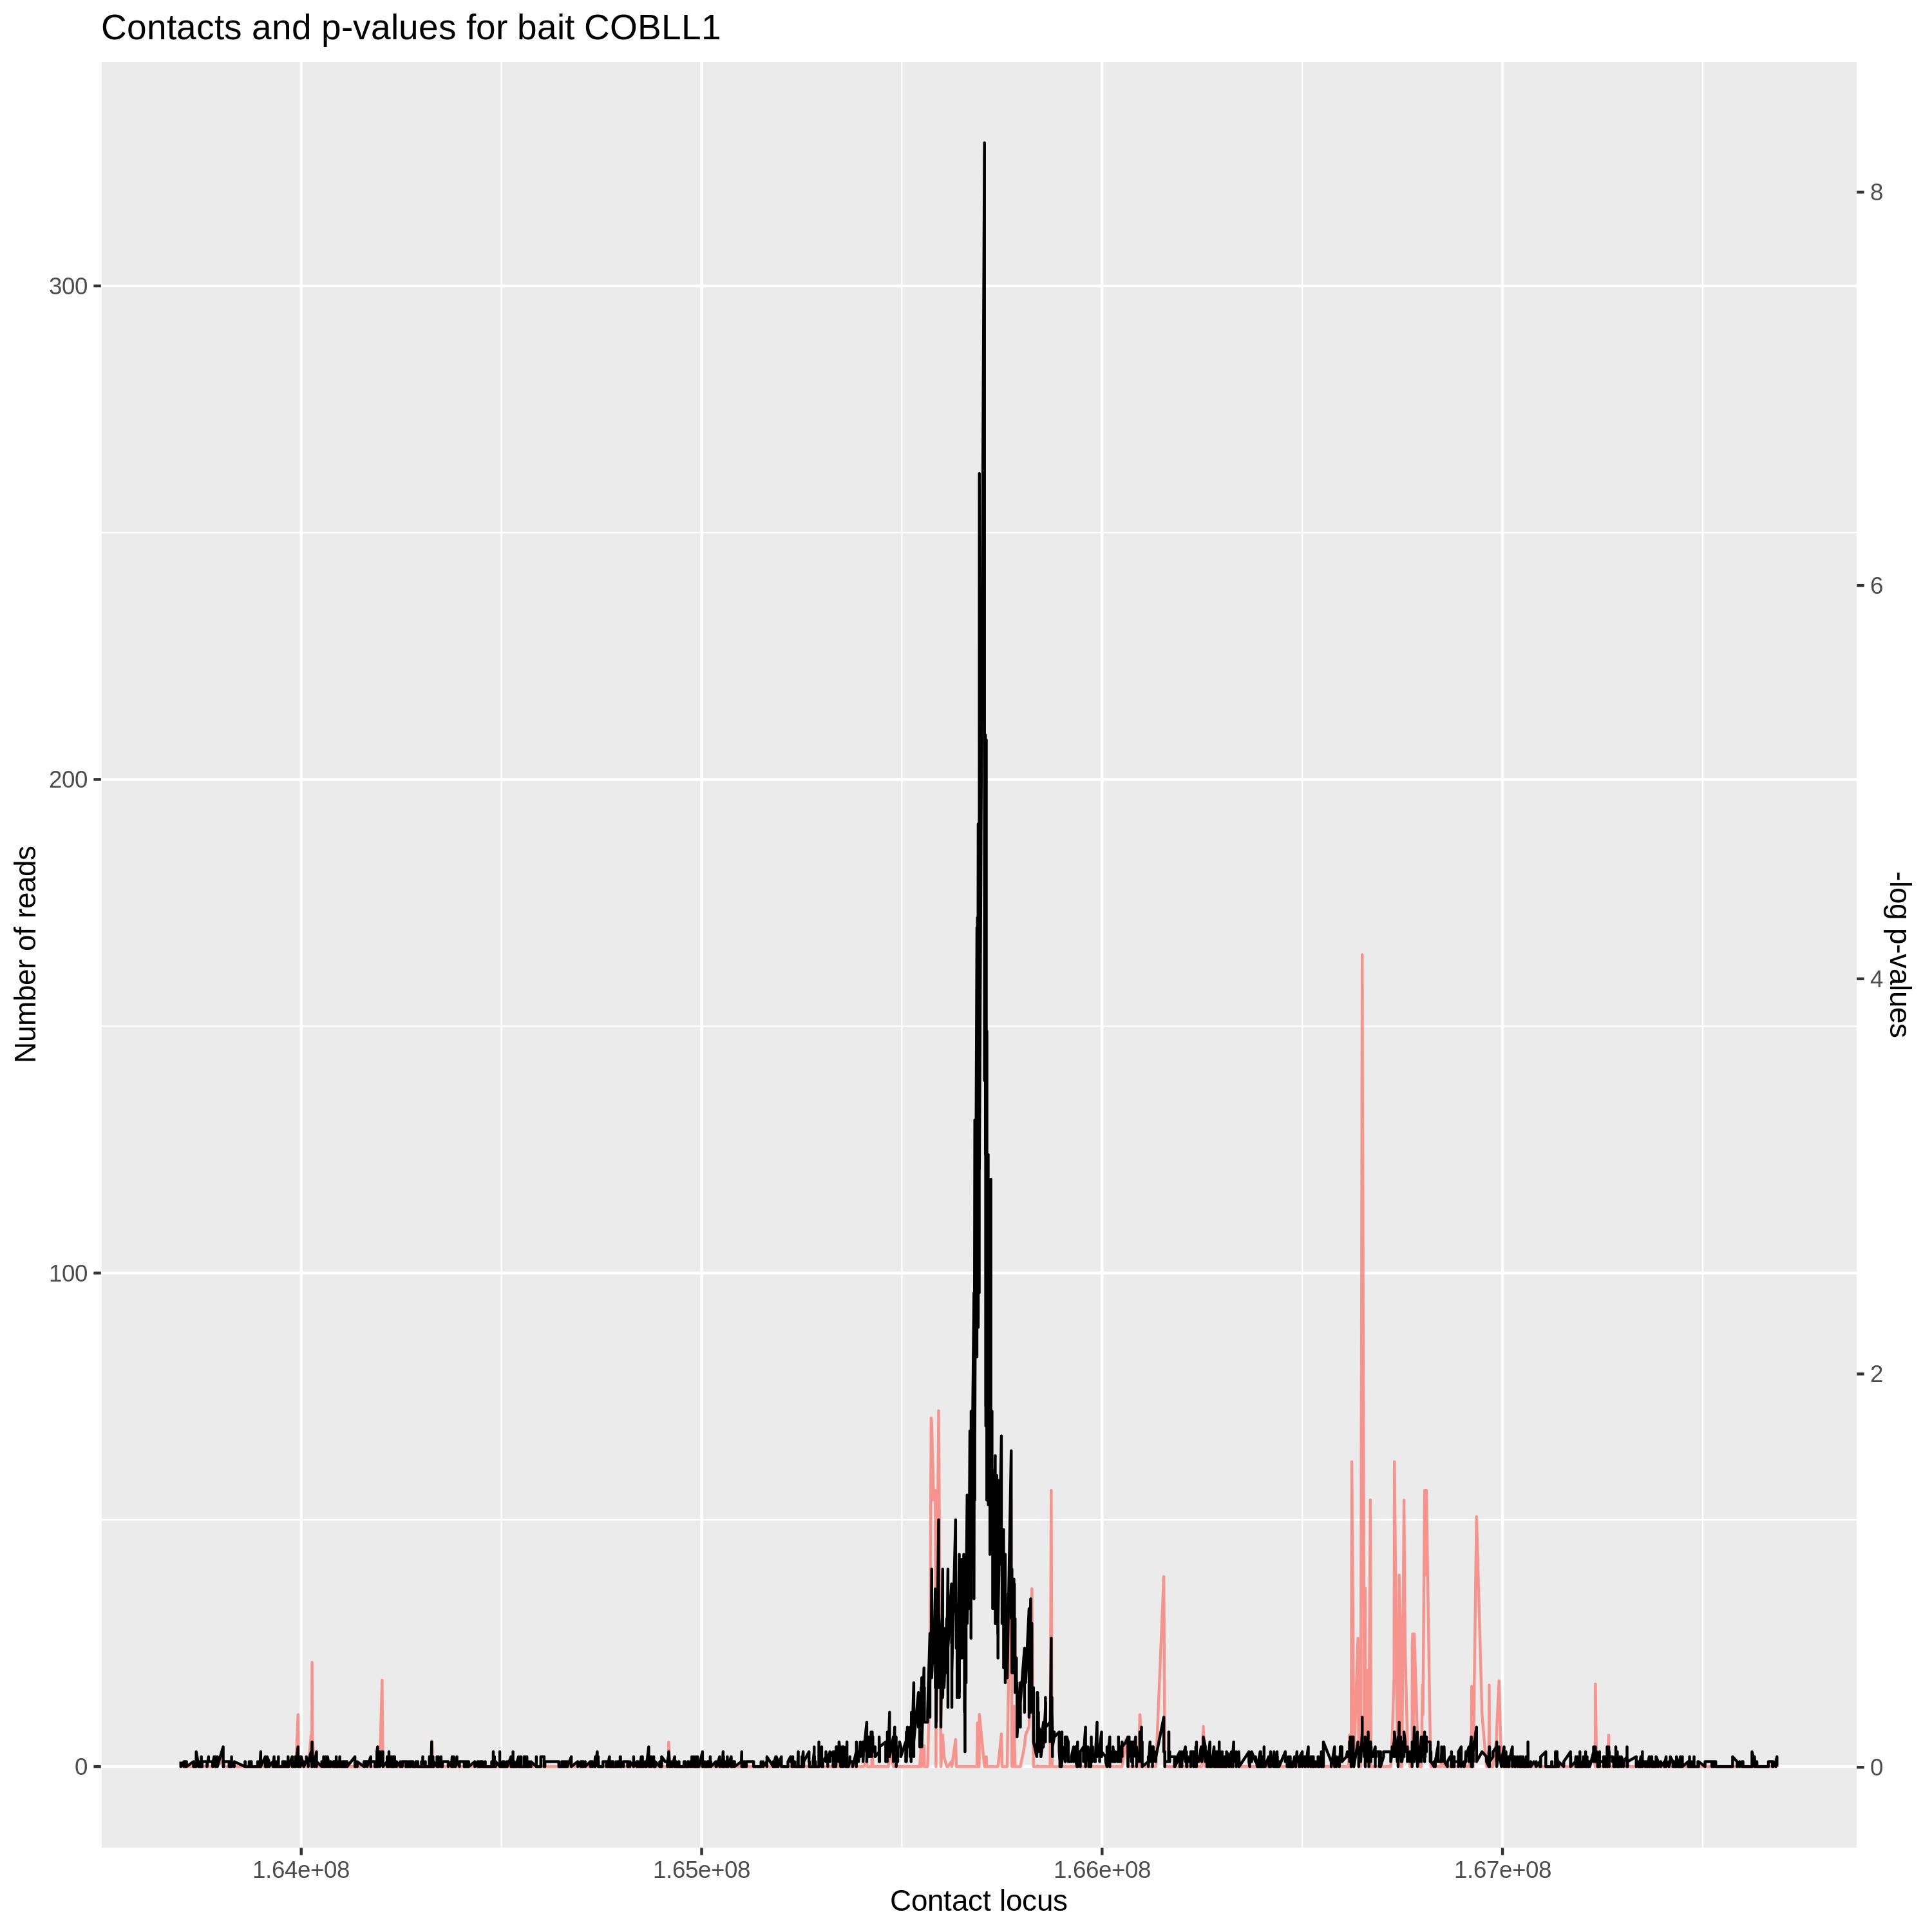 Contacts and p-values for bait COBLL1
Number of reads
300
200
100
0
8
6
4
2
0
-log p-values
1.64e+08
1.65e+08
1.66e+08
1.67e+08
Contact locus